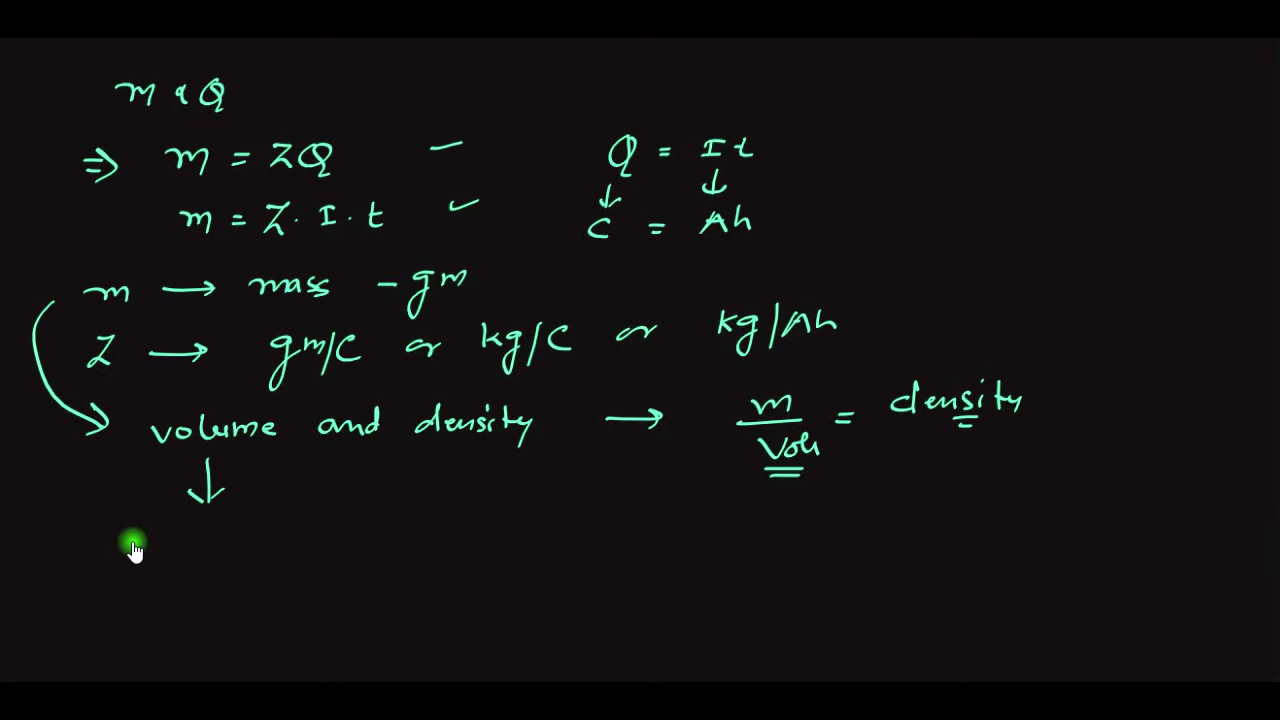 m α Q
⇒ m = ZQ – Q = It
↓ ↓
m = Z. I. t ✓ C = Ah
m → mass - gm
Z → gm/C or kg/C or kg/Ah
volume and density → m/Vol = density
↓